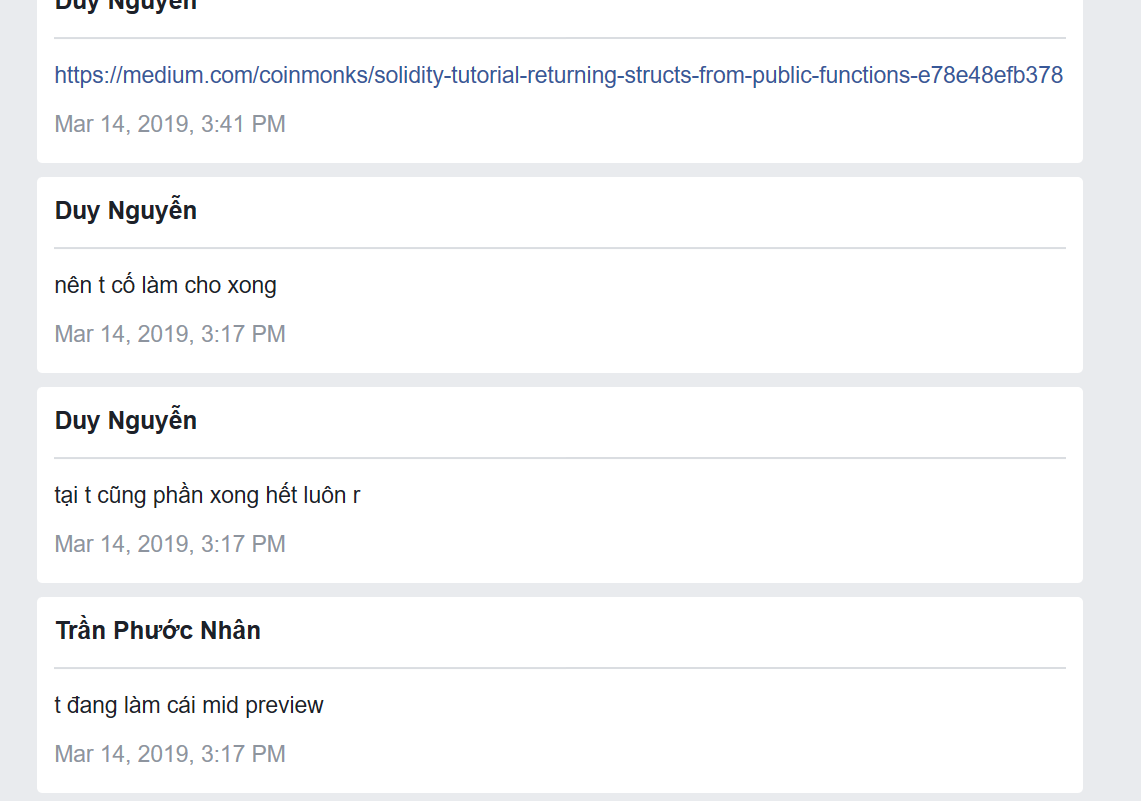 Duy Nguyễn
https://medium.com/coinmonks/solidity-tutorial-returning-structs-from-public-functions-e78e48efb378
Mar 14, 2019, 3:41 PM
Duy Nguyễn
nên t cố làm cho xong
Mar 14, 2019, 3:17 PM
Duy Nguyễn
tại t cũng phần xong hết luôn r
Mar 14, 2019, 3:17 PM
Trần Phước Nhân
t đang làm cái mid preview
Mar 14, 2019, 3:17 PM